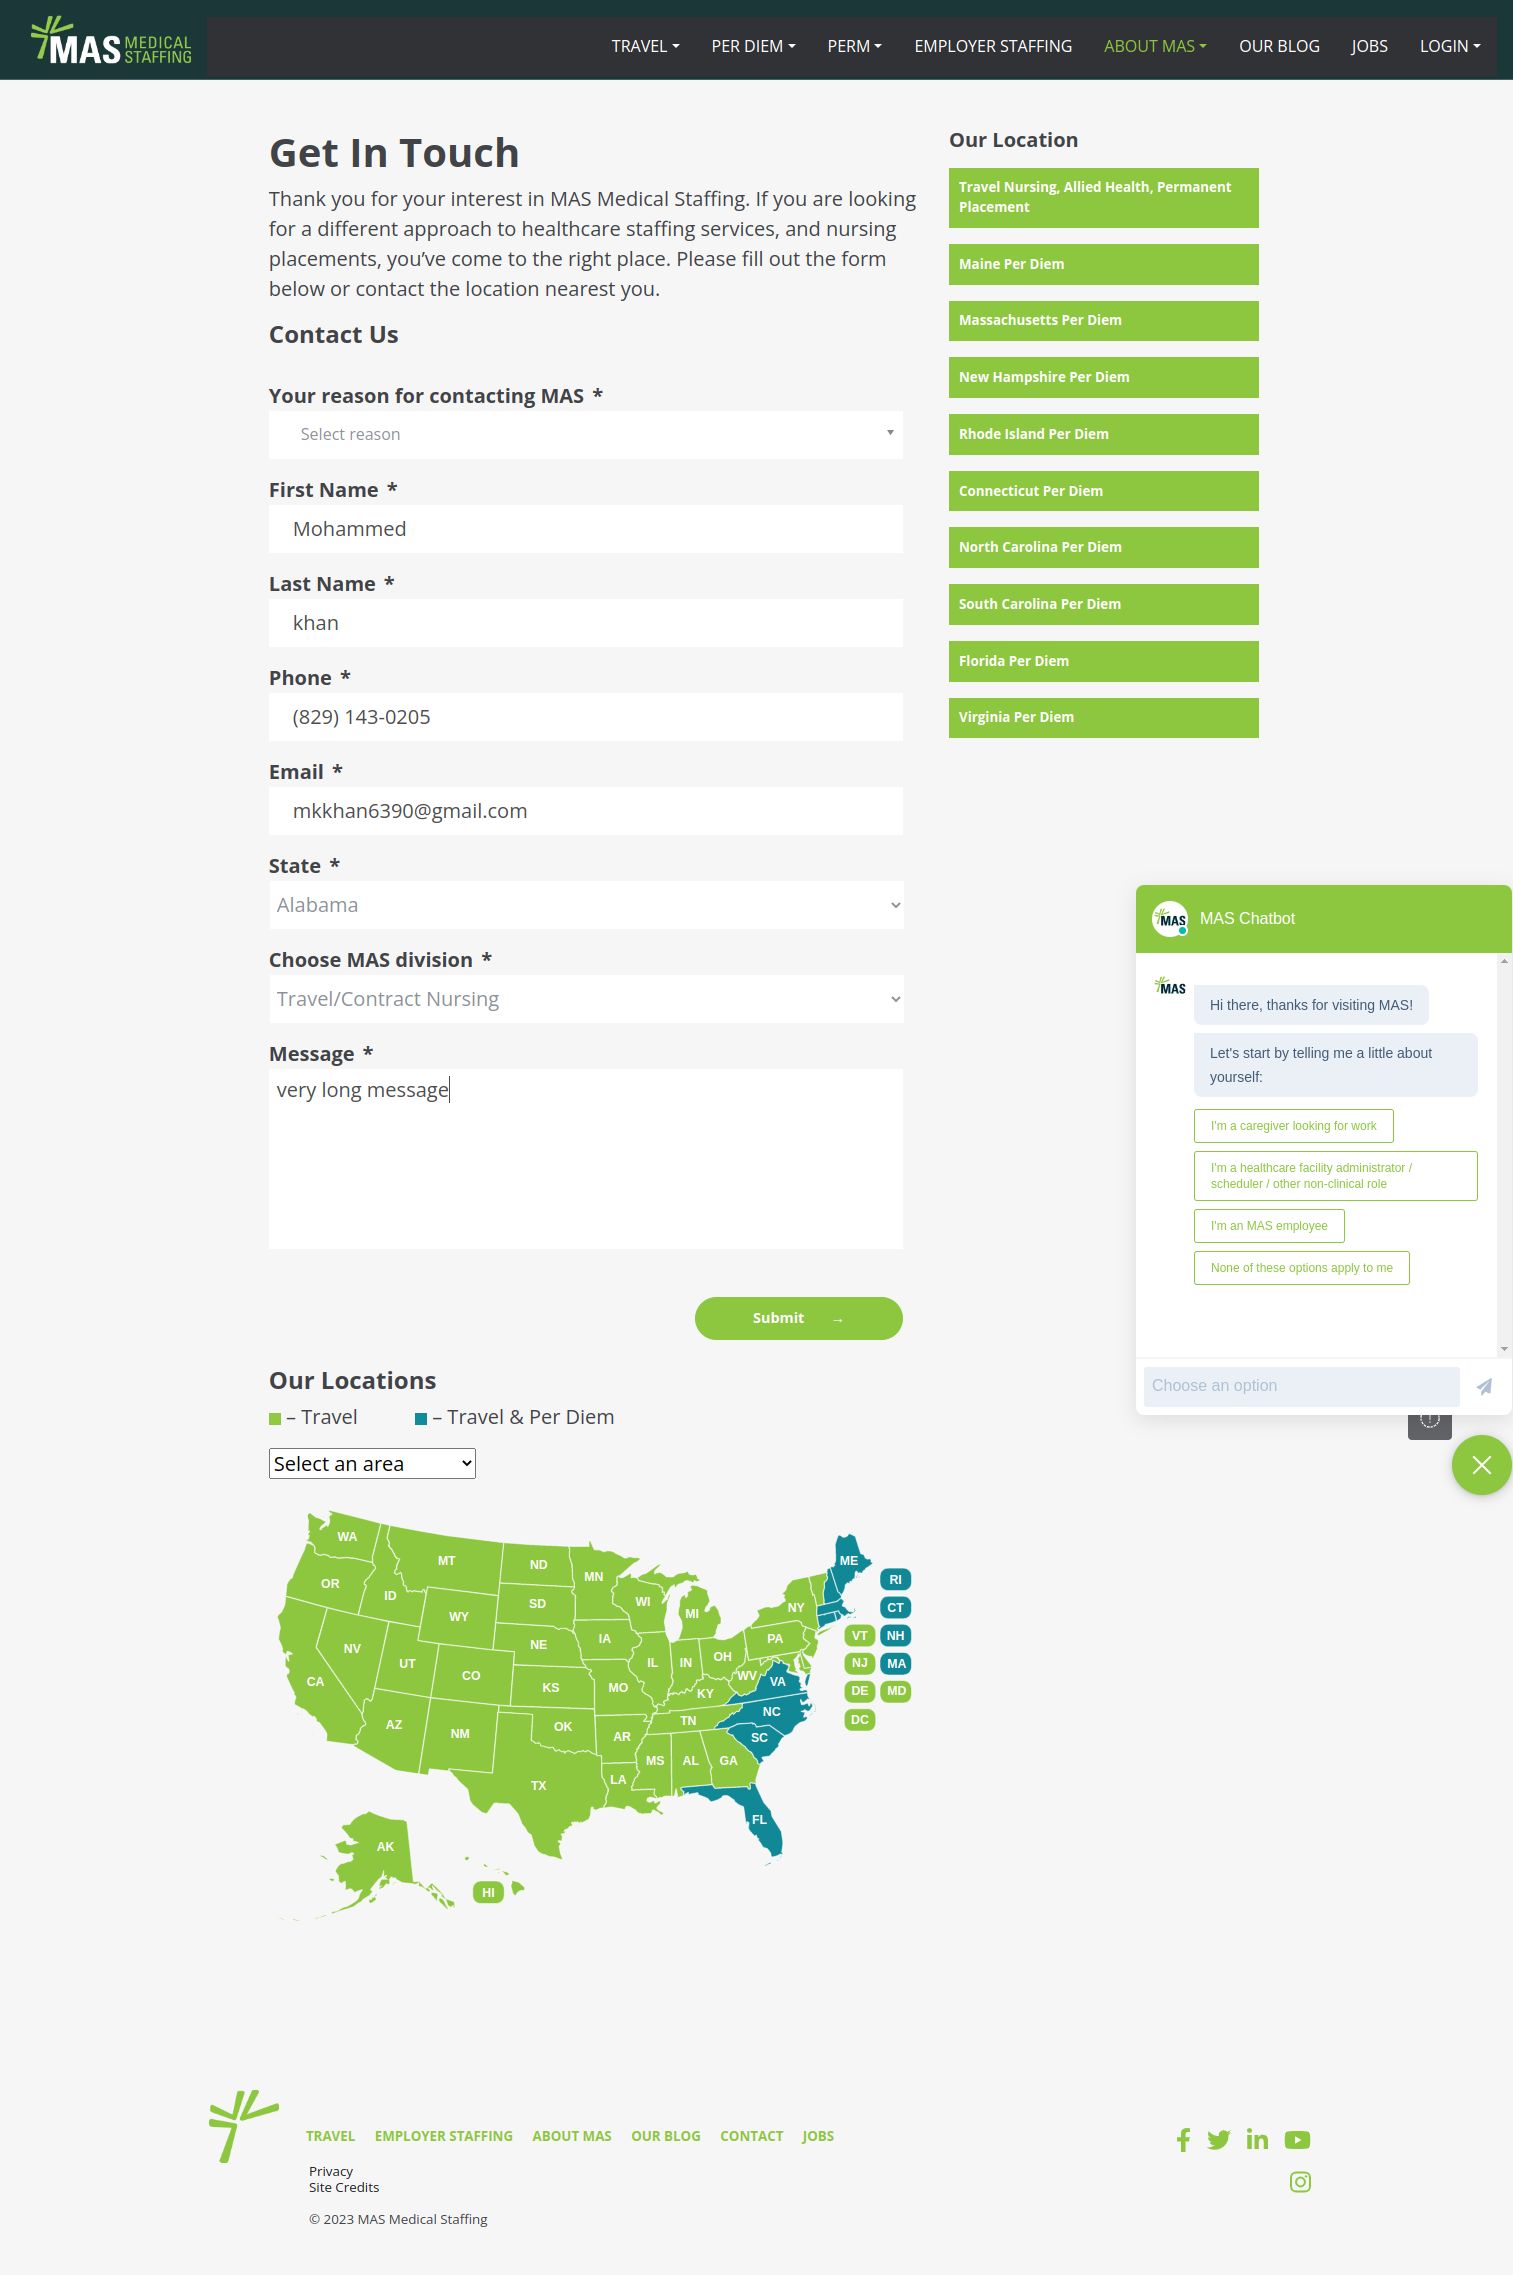 MAS MEDICAL STAFFING
TRAVEL PER DIEM PERM EMPLOYER STAFFING ABOUT MAS OUR BLOG JOBS LOGIN
Get In Touch
Thank you for your interest in MAS Medical Staffing. If you are looking
for a different approach to healthcare staffing services, and nursing
placements, you’ve come to the right place. Please fill out the form
below or contact the location nearest you.
Contact Us
Your reason for contacting MAS *
Select reason
First Name *
Mohammed
Last Name *
khan
Phone *
(829) 143-0205
Email *
mkkhan6390@gmail.com
State *
Alabama
Choose MAS division *
Travel/Contract Nursing
Message *
very long message
Submit →
Our Location
Travel Nursing, Allied Health, Permanent
Placement
Maine Per Diem
Massachusetts Per Diem
New Hampshire Per Diem
Rhode Island Per Diem
Connecticut Per Diem
North Carolina Per Diem
South Carolina Per Diem
Florida Per Diem
Virginia Per Diem
MAS
MAS Chatbot
MAS
Hi there, thanks for visiting MAS!
Let's start by telling me a little about
yourself:
I'm a caregiver looking for work
I'm a healthcare facility administrator /
scheduler / other non-clinical role
I'm an MAS employee
None of these options apply to me
Choose an option
Our Locations
– Travel
– Travel & Per Diem
Select an area
WA
MT
ND
MN
ME
OR
ID
WY
SD
WI
MI
NY
RI
CT
NV
UT
CO
NE
IA
IL
IN
OH
PA
VT
NH
NJ
MA
CA
KS
MO
KY
WV
VA
DE
MD
AZ
NM
OK
AR
TN
NC
SC
DC
TX
LA
MS
AL
GA
FL
AK
HI
TRAVEL EMPLOYER STAFFING ABOUT MAS OUR BLOG CONTACT JOBS
Privacy
Site Credits
© 2023 MAS Medical Staffing